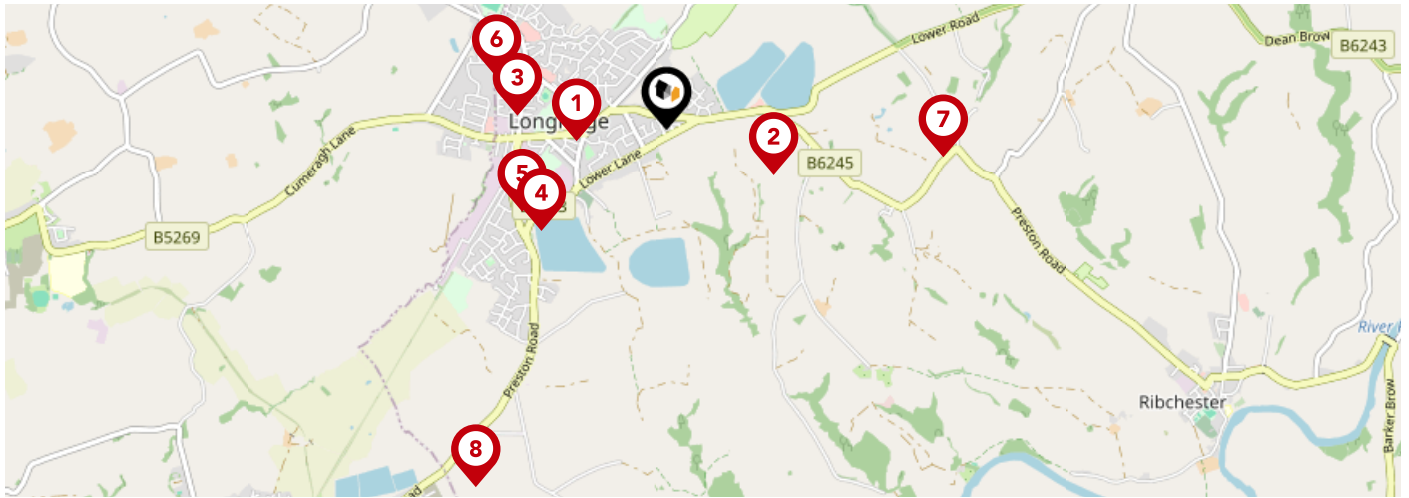 6
Lower Road
Dean Brow
B6243
3
1
Longridge
7
2
B6245
Cumeragh Lane
Lower Lane
5
4
B5269
Preston Road
River
Preston Road
Ribchester
Barker Brow
8